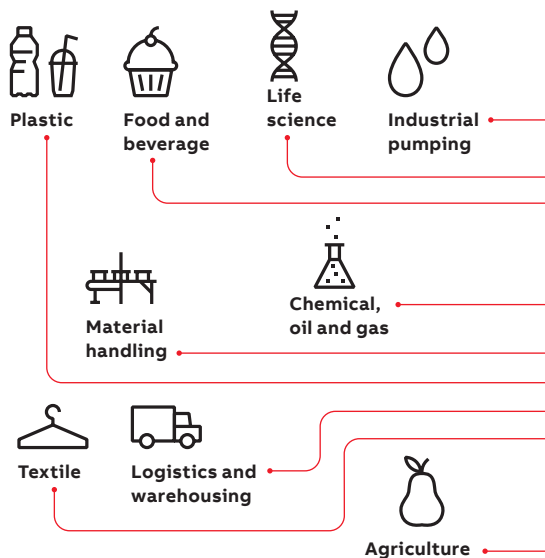 Plastic
Food and
beverage
Life
science
Industrial
pumping
Material
handling
Chemical,
oil and gas
Textile
Logistics and
warehousing
Agriculture